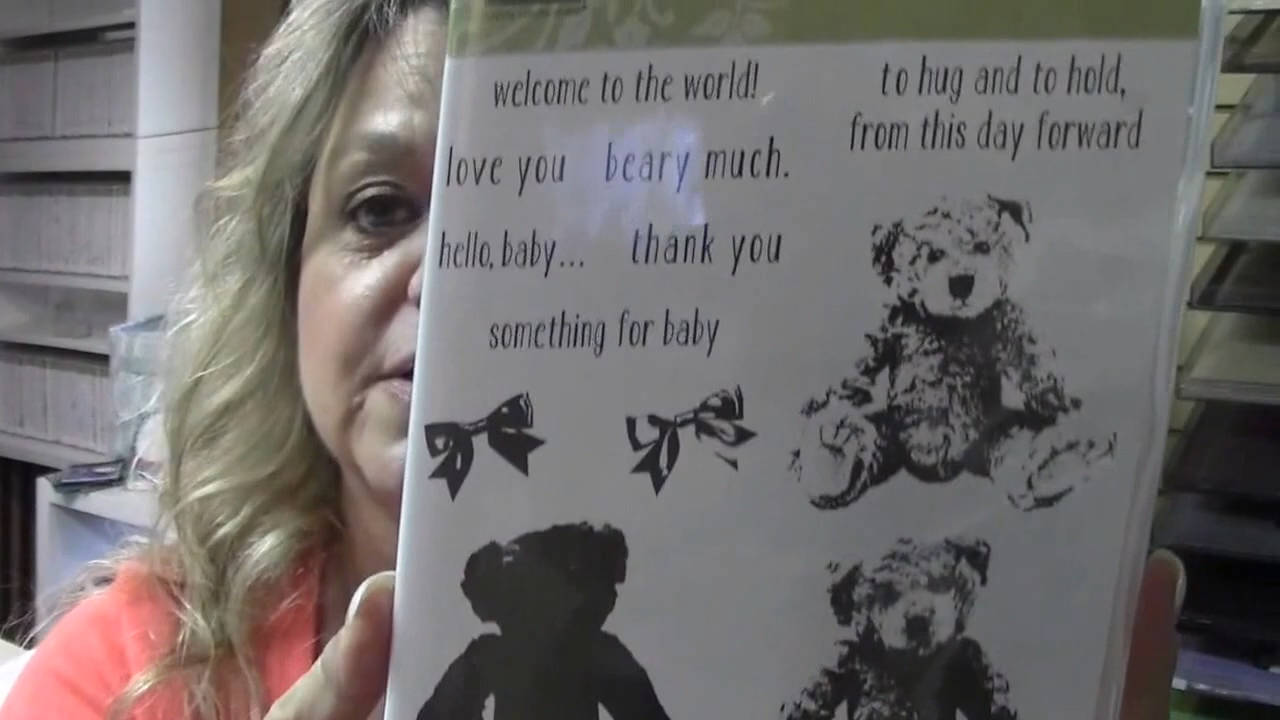 welcome to the world!
love you beary much.
hello, baby...
thank you
something for baby
to hug and to hold,
from this day forward